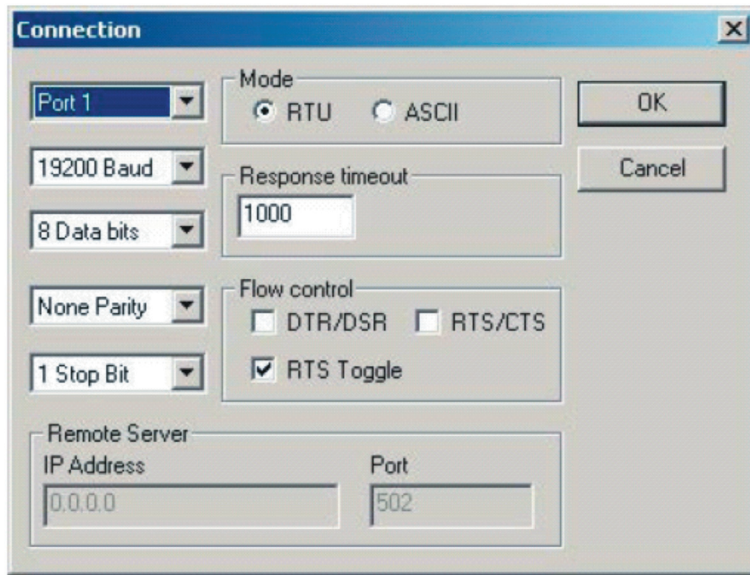 Connection
Port 1
19200 Baud
8 Data bits
None Parity
1 Stop Bit
Mode
RTU
ASCII
Response timeout
1000
Flow control
DTR/DSR
RTS/CTS
RTS Toggle
OK
Cancel
Remote Server
IP Address
Port
0.0.0.0
502